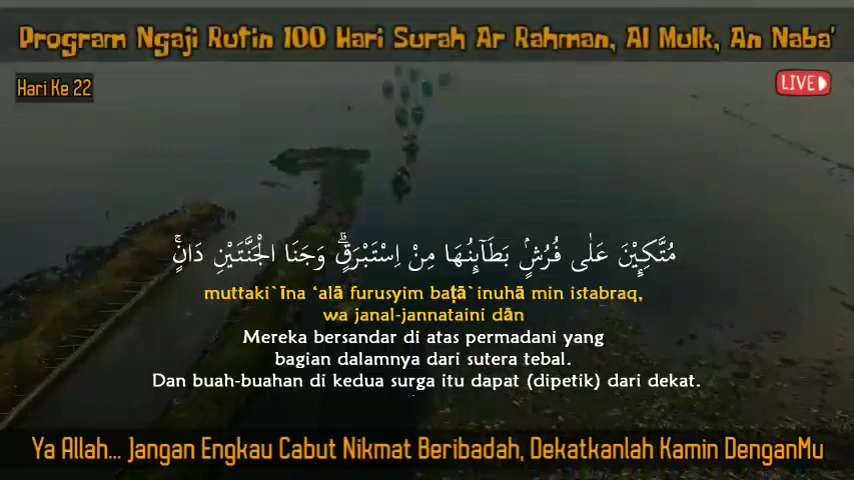 Program Ngaji Rutin 100 Hari Surah Ar Rahman, Al Mulk, An Naba'
Hari Ke 22
LIVE
مُتَّكِـِٕيْنَ عَلٰى فُرُشٍۢ بَطَاۤىِٕنُهَا مِنْ اِسْتَبْرَقٍۗ وَجَنَا الْجَنَّتَيْنِ دَانٍۚ
muttaki`īna ‘alā furusyim baṭā`inuhā min istabraq,
wa janal-jannataini dān
Mereka bersandar di atas permadani yang
bagian dalamnya dari sutera tebal.
Dan buah-buahan di kedua surga itu dapat (dipetik) dari dekat.
Ya Allah... Jangan Engkau Cabut Nikmat Beribadah, Dekatkanlah Kamin DenganMu